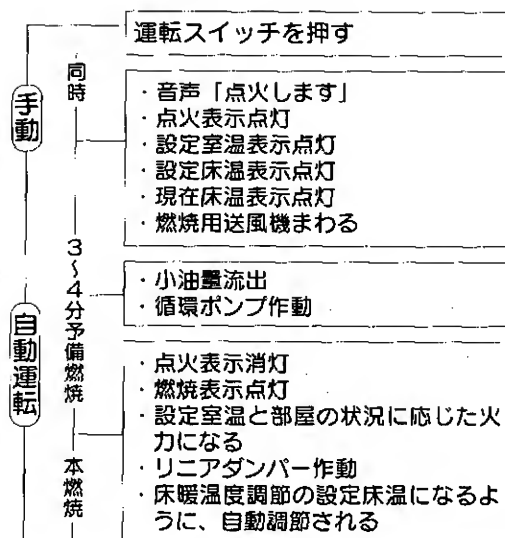 手動
運転スイッチを押す
同時
・音声「点火します」
・点火表示点灯
・設定室温表示点灯
・設定床温表示点灯
・現在床温表示点灯
・燃焼用送風機まわる
自動運転
3〜4分予備燃焼
・小油量流出
・循環ポンプ作動
本燃焼
・点火表示消灯
・燃焼表示点灯
・設定室温と部屋の状況に応じた火
力になる
・リニアダンパー作動
・床暖温度調節の設定床温になるよ
うに、自動調節される